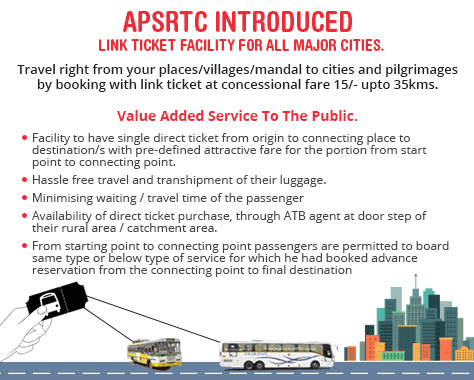 APSRTC INTRODUCED
LINK TICKET FACILITY FOR ALL MAJOR CITIES.
Travel right from your places/villages/mandal to cities and pilgrimages
by booking with link ticket at concessional fare 15/- upto 35kms.
Value Added Service To The Public.
• Facility to have single direct ticket from origin to connecting place to
destination/s with pre-defined attractive fare for the portion from start
point to connecting point.
• Hassle free travel and transhipment of their luggage.
• Minimising waiting / travel time of the passenger
• Availability of direct ticket purchase, through ATB agent at door step of
their rural area / catchment area.
• From starting point to connecting point passengers are permitted to board
same type or below type of service for which he had booked advance
reservation from the connecting point to final destination